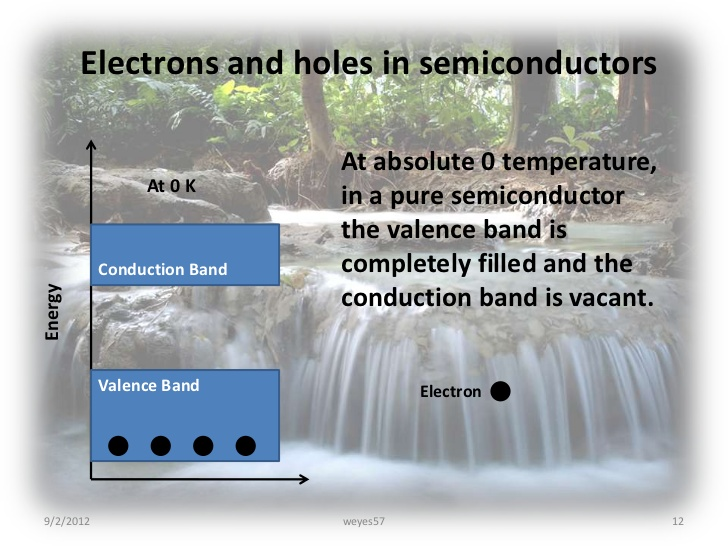 Electrons and holes in semiconductors
At 0 K
Conduction Band
Energy
Valence Band
At absolute 0 temperature,
in a pure semiconductor
the valence band is
completely filled and the
conduction band is vacant.
Electron
9/2/2012
weyes57
12